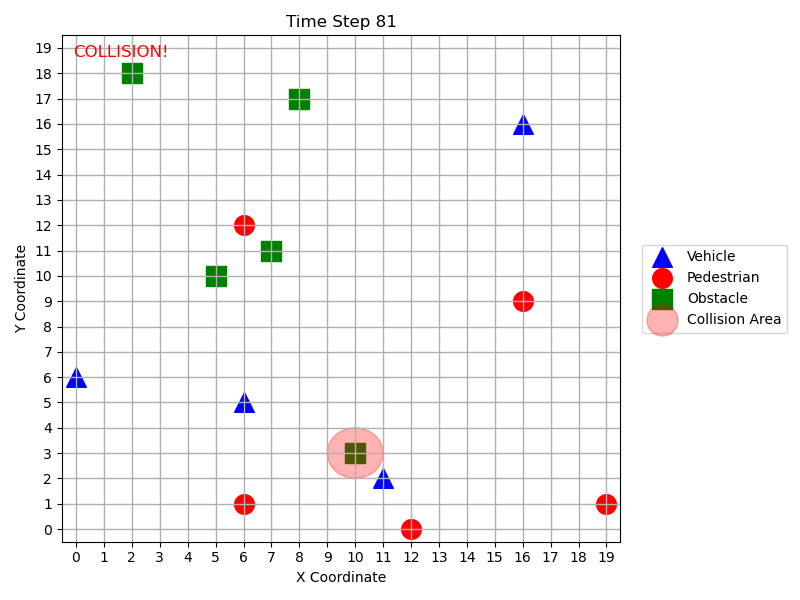 Time Step 81
COLLISION!
Y Coordinate
19
18
17
16
15
14
13
12
11
10
9
8
7
6
5
4
3
2
1
0
0 1 2 3 4 5 6 7 8 9 10 11 12 13 14 15 16 17 18 19
X Coordinate
Vehicle
Pedestrian
Obstacle
Collision Area